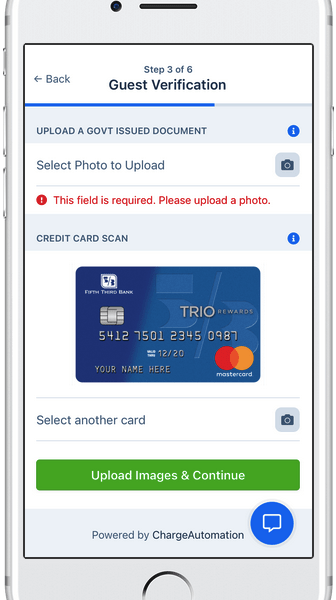 Step 3 of 6
← Back
Guest Verification
UPLOAD A GOVT ISSUED DOCUMENT
Select Photo to Upload
This field is required. Please upload a photo.
CREDIT CARD SCAN
FIFTH THIRD BANK
TRIO REWARDS
5412 7501 2345 0987
12/20
YOUR NAME HERE
mastercard
Select another card
Upload Images & Continue
Powered by ChargeAutomation